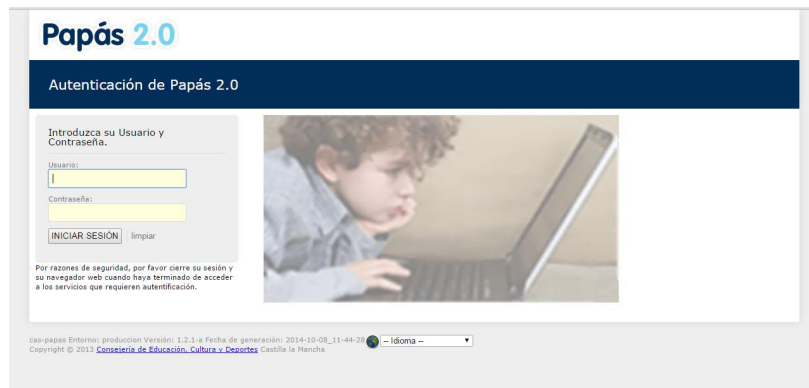 Papás 2.0
Autenticación de Papás 2.0
Introduzca su Usuario y
Contraseña.
Usuario:
Contraseña:
INICIAR SESIÓN limpiar
Por razones de seguridad, por favor cierre su sesión y
su navegador web cuando haya terminado de acceder
a los servicios que requieren autentificación.
cas-papas Entorno: produccion Versión: 1.2.1-a Fecha de generación: 2014-10-08_11-44-28 -- Idioma --
Copyright © 2013 Consejería de Educación, Cultura y Deportes Castilla la Mancha